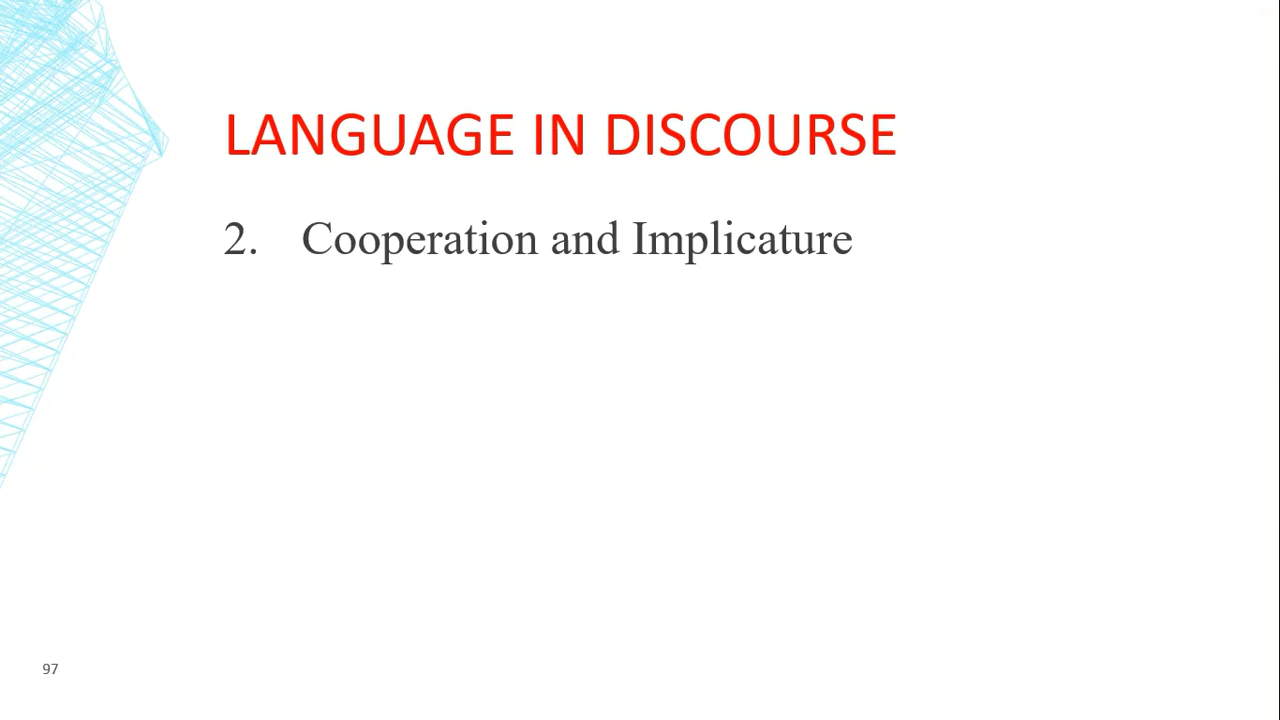 LANGUAGE IN DISCOURSE
2. Cooperation and Implicature
97